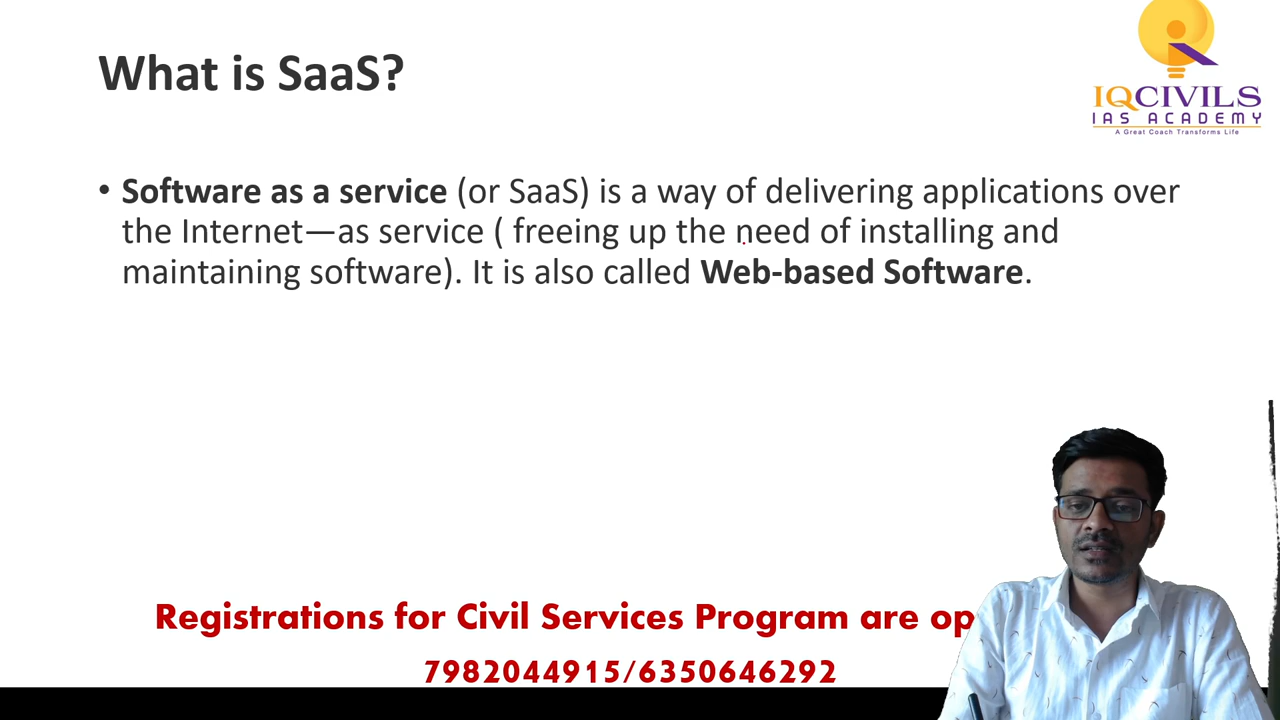 What is SaaS?
IQCIVILS
IAS ACADEMY
A Great Coach Transforms Life
• Software as a service (or SaaS) is a way of delivering applications over
the Internet—as service ( freeing up the need of installing and
maintaining software). It is also called Web-based Software.
Registrations for Civil Services Program are op
7982044915/6350646292